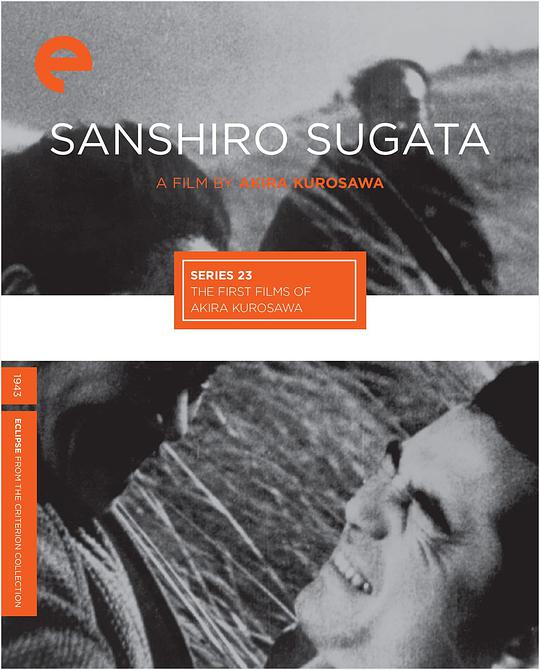 SANSHIRO SUGATA
A FILM BY AKIRA KUROSAWA
SERIES 23
THE FIRST FILMS OF
AKIRA KUROSAWA
1943
ECLIPSE FROM THE CRITERION COLLECTION